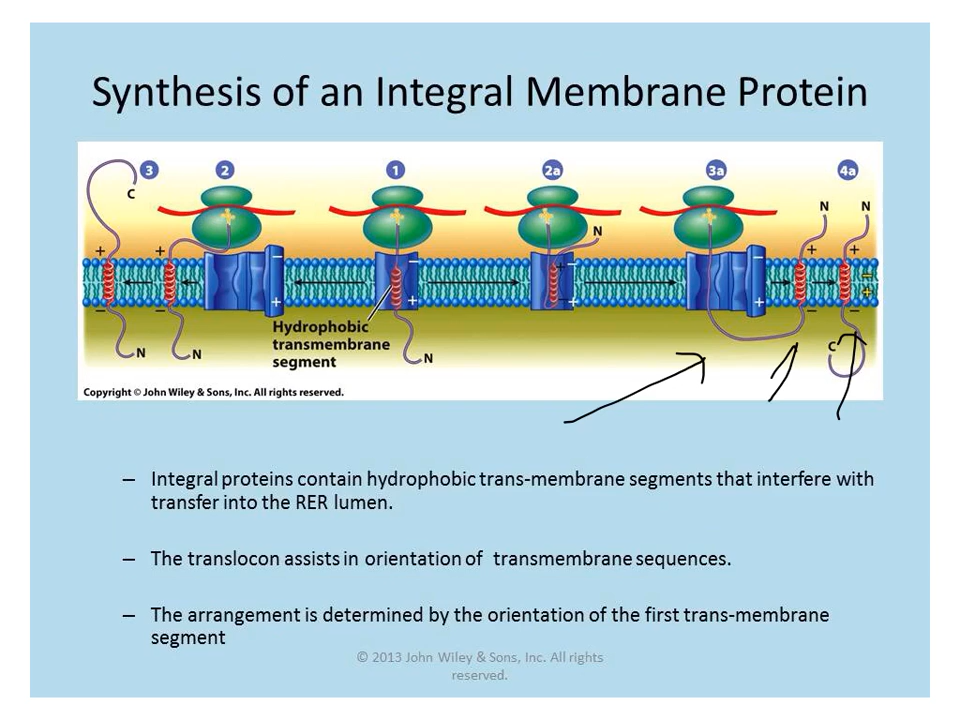 Synthesis of an Integral Membrane Protein
3 2 1 2a 3a 4a
C
N N
N
+ + + +
− − + −
−
+
+ + − + − −
Hydrophobic
transmembrane
segment
N N N
C
Copyright © John Wiley & Sons, Inc. All rights reserved.
– Integral proteins contain hydrophobic trans-membrane segments that interfere with
transfer into the RER lumen.
– The translocon assists in orientation of transmembrane sequences.
– The arrangement is determined by the orientation of the first trans-membrane
segment
© 2013 John Wiley & Sons, Inc. All rights
reserved.